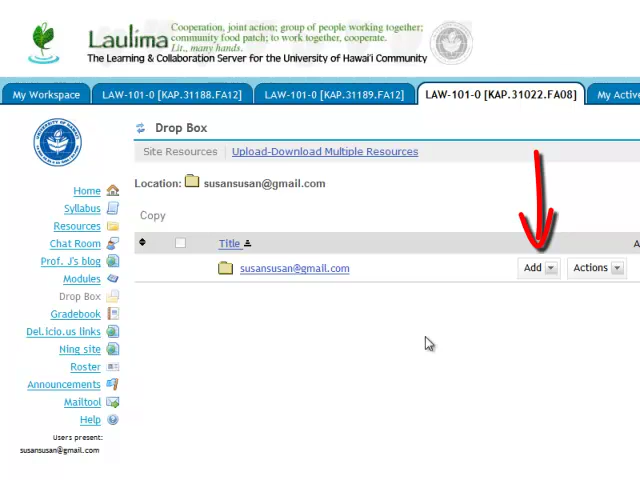 Cooperation, joint action; group of people working together;
community food patch; to work together, cooperate.
Laulima Lit., many hands.
The Learning & Collaboration Server for the University of Hawai'i Community
My Workspace LAW-101-0 [KAP.31188.FA12] LAW-101-0 [KAP.31189.FA12] LAW-101-0 [KAP.31022.FA08] My Active
Drop Box
Site Resources Upload-Download Multiple Resources
Location: susansusan@gmail.com
Copy
Title A
susansusan@gmail.com Add Actions
Home
Syllabus
Resources
Chat Room
Prof. J's blog
Modules
Drop Box
Gradebook
Del.icio.us links
Ning site
Roster
Announcements
Mailtool
Help
Users present:
susansusan@gmail.com